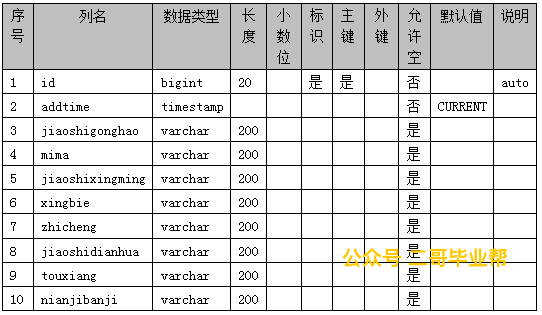 序号 列名 数据类型 长度 小数位 标识 主键 外键 允许空 默认值 说明
1 id bigint 20 是 是 否 auto
2 addtime timestamp 否 CURRENT
3 jiaoshigonghao varchar 200 是
4 mima varchar 200 是
5 jiaoshixingming varchar 200 是
6 xingbie varchar 200 是
7 zhicheng varchar 200 是
8 jiaoshidianhua varchar 200 是
公众号 二哥毕业帮
9 touxiang varchar 200 是
10 nianjibanji varchar 200 是